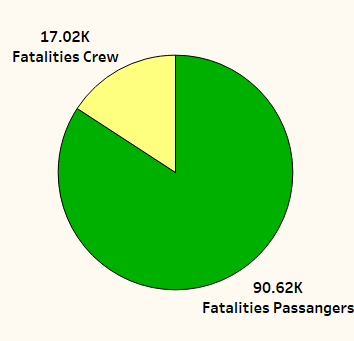 17.02K
Fatalities Crew
90.62K
Fatalities Passangers